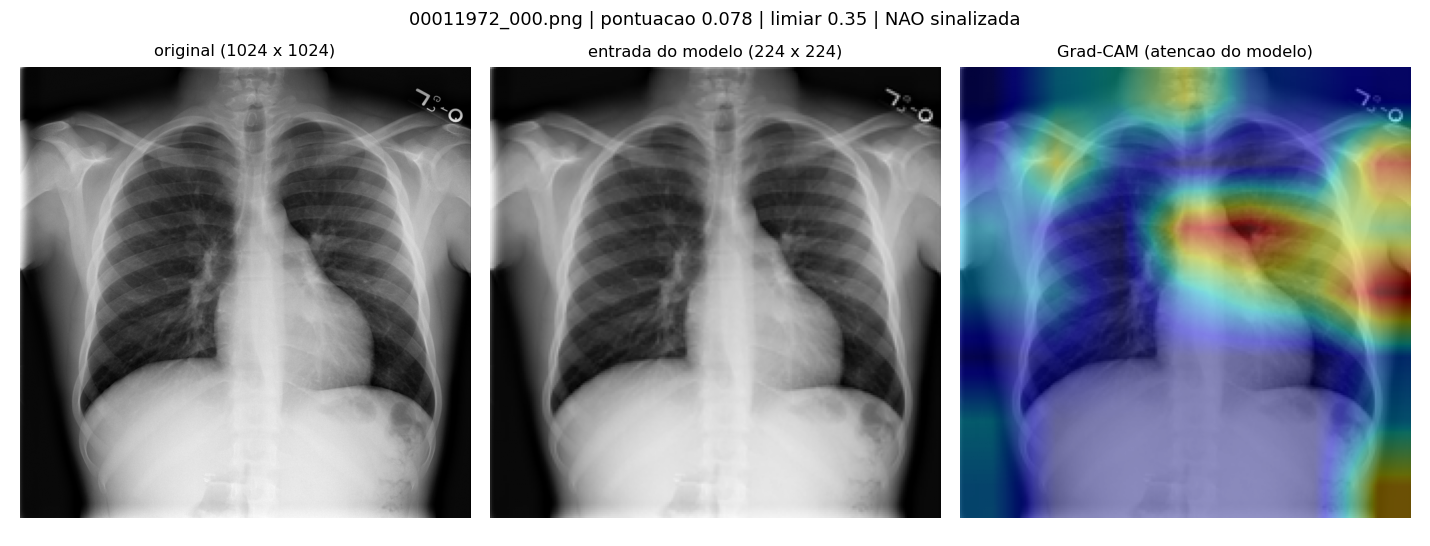 00011972_000.png | pontuacao 0.078 | limiar 0.35 | NAO sinalizada
original (1024 x 1024)
entrada do modelo (224 x 224)
Grad-CAM (atencao do modelo)